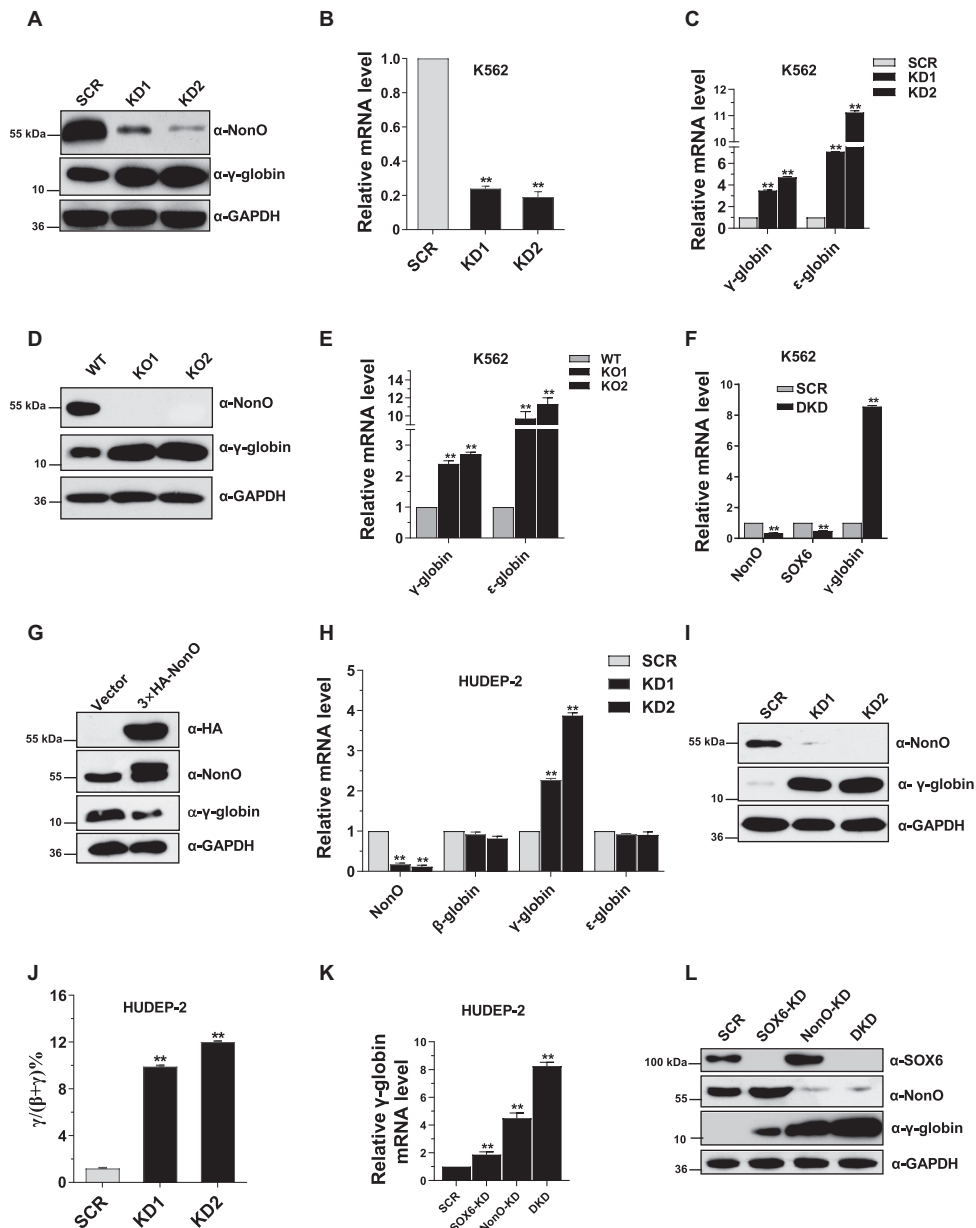 A
SCR KD1 KD2
55 kDa
α-NonO
α-γ-globin
10
α-GAPDH
36
B
K562
Relative mRNA level
1.0
0.8
0.6
0.4
0.2
0.0
** **
SCR KD1 KD2
C
SCR
KD1
KD2
K562
Relative mRNA level
12
11
10
8
6
4
2
0
** ** ** **
γ-globin ε-globin
D
WT KO1 KO2
55 kDa
α-NonO
α-γ-globin
10
α-GAPDH
36
E
K562
WT
KO1
KO2
Relative mRNA level
14
12
10
8
6
4
3
2
1
0
** ** ** **
γ-globin ε-globin
F
K562
SCR
DKD
Relative mRNA level
10
8
6
4
2
0
** ** **
NonO SOX6 γ-globin
G
Vector 3×HA-NonO
α-HA
55 kDa
α-NonO
55
α-γ-globin
10
α-GAPDH
36
H
HUDEP-2
SCR
KD1
KD2
Relative mRNA level
5
4
3
2
1
0
** ** ** **
NonO β-globin γ-globin ε-globin
I
SCR KD1 KD2
55 kDa
α-NonO
α- γ-globin
10
α-GAPDH
36
J
HUDEP-2
γ/(β+γ)%
16
12
8
4
0
** **
SCR KD1 KD2
K
HUDEP-2
Relative γ-globin
mRNA level
10
8
6
4
2
0
** ** **
SCR SOX6-KD NonO-KD DKD
L
SCR SOX6-KD NonO-KD DKD
100 kDa
α-SOX6
α-NonO
55
α-γ-globin
10
α-GAPDH
36